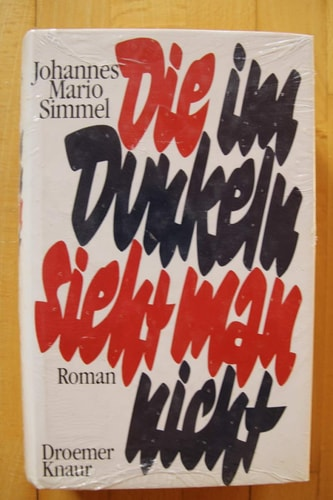 Johannes
Mario
Simmel
Die im
Dunkeln
sieht man
nicht
Roman
Droemer
Knaur